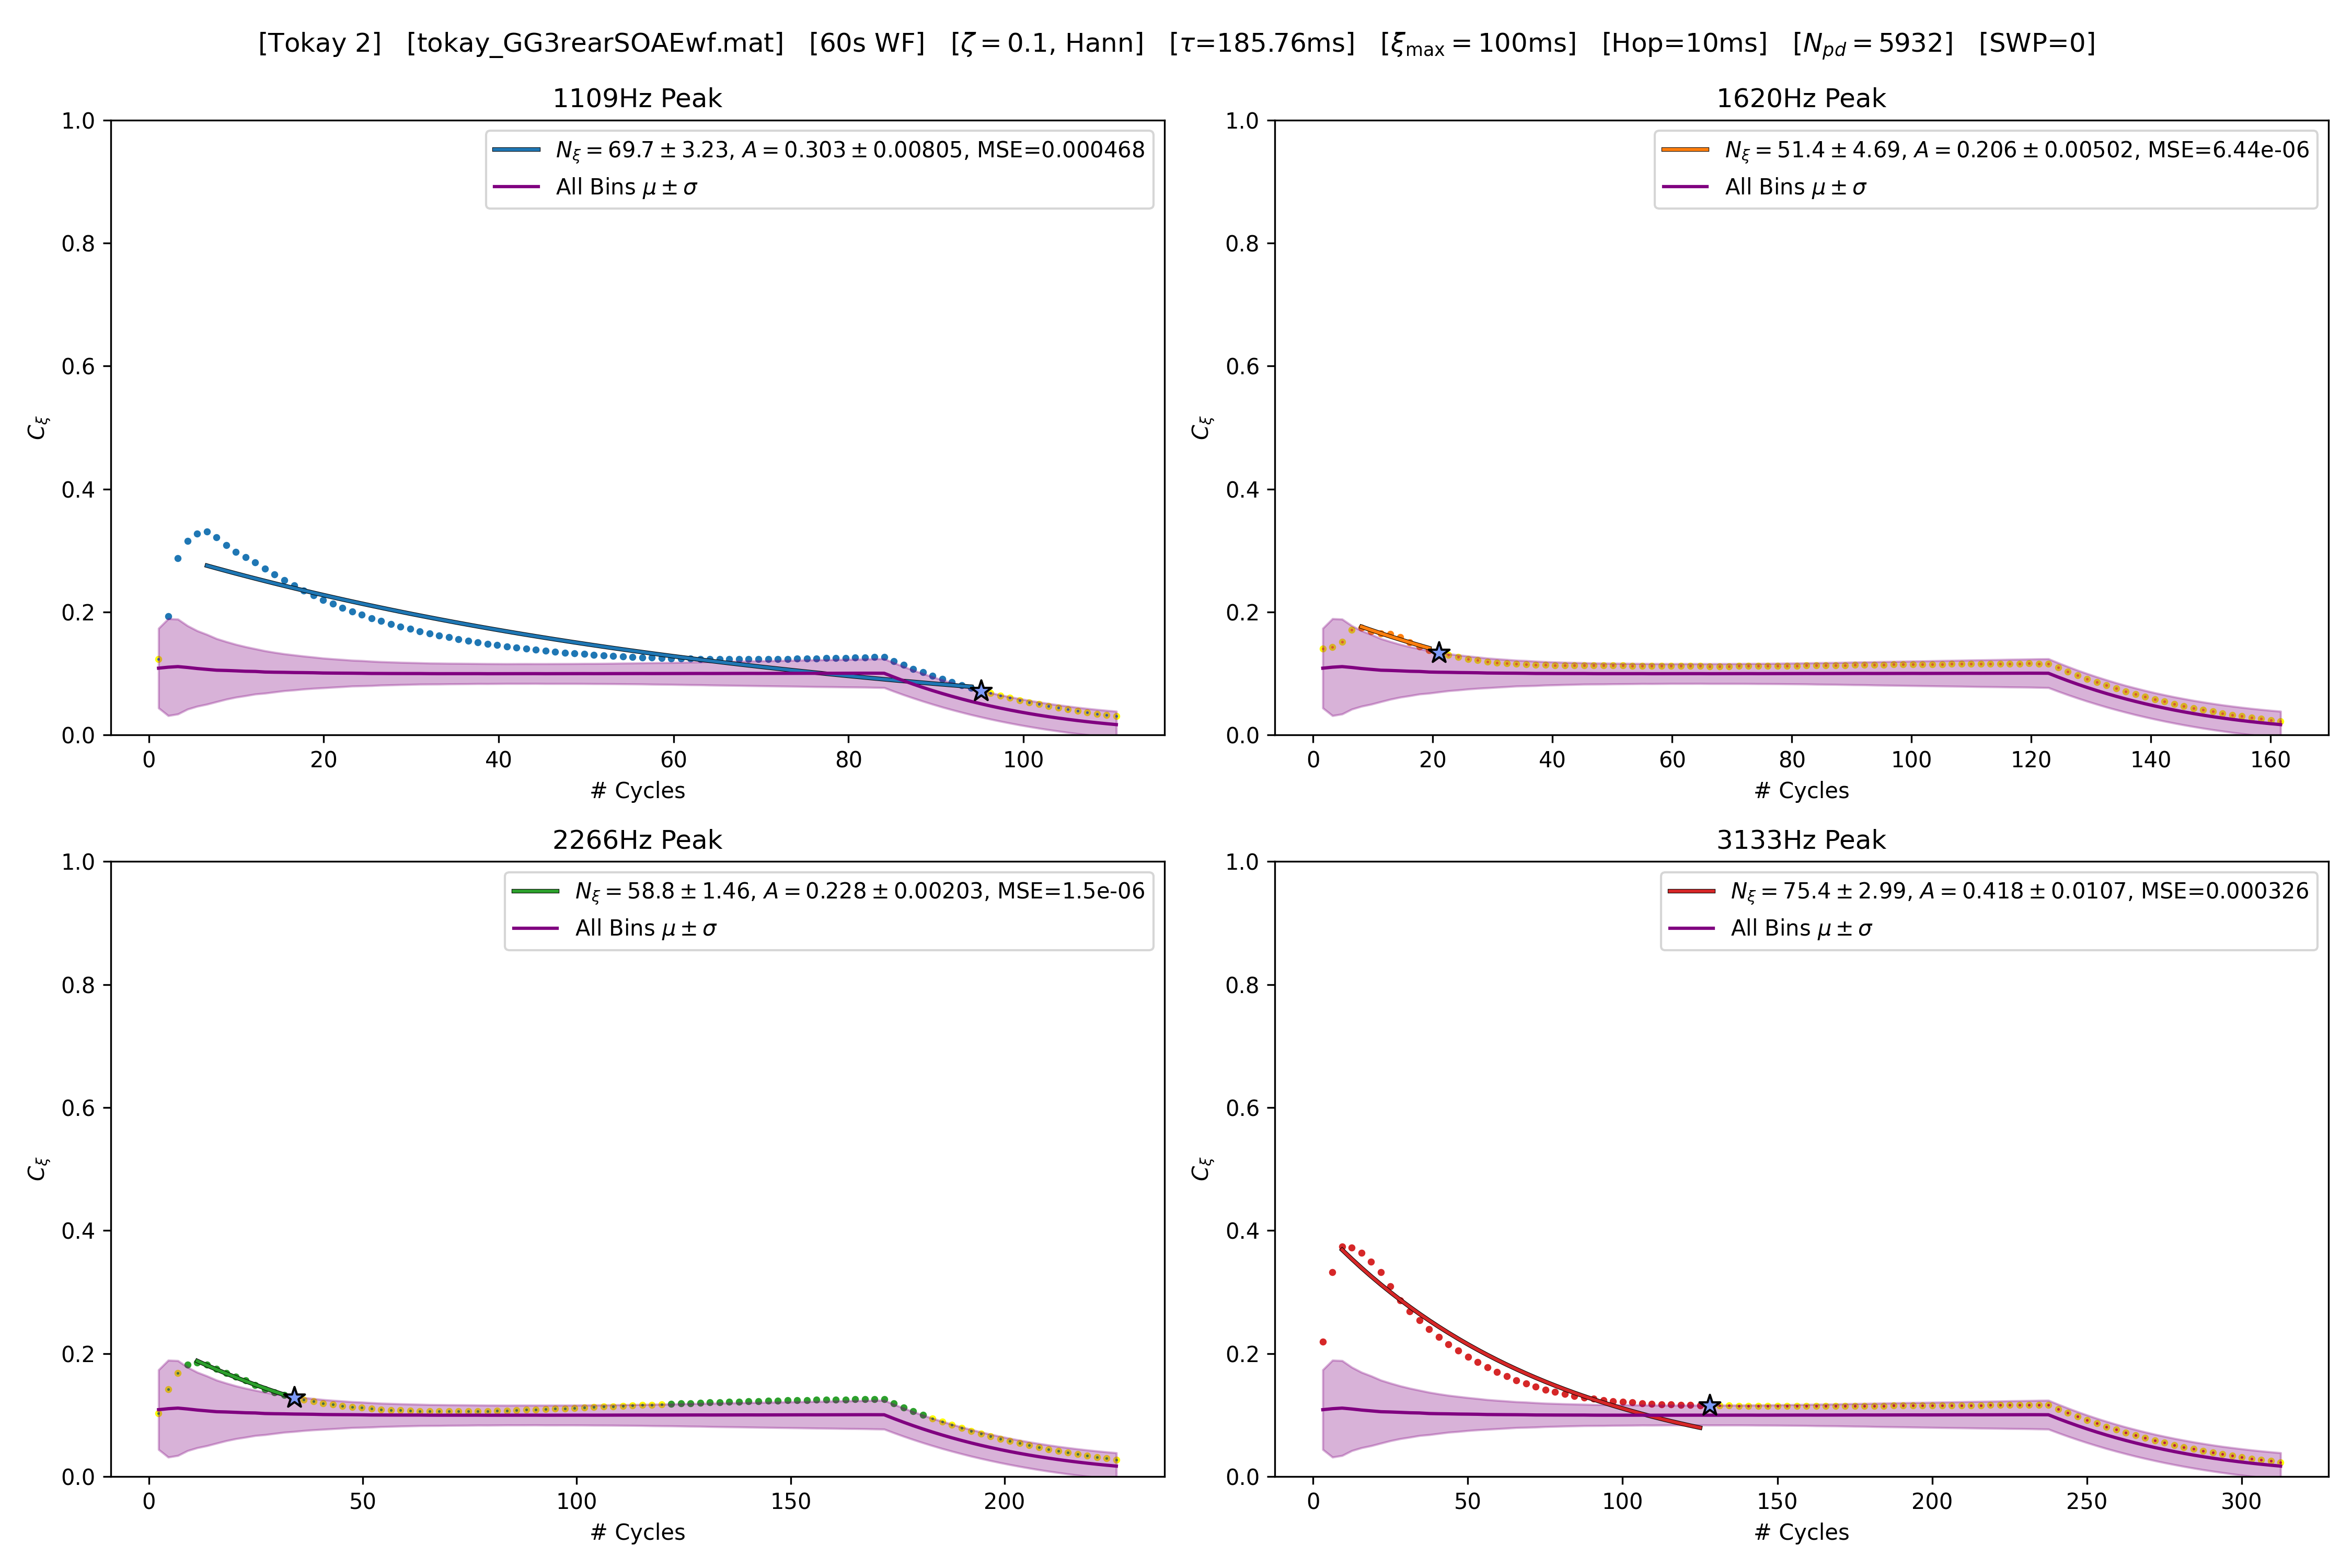 [Tokay 2] [tokay_GG3rearSOAEwf.mat] [60s WF] [ζ = 0.1, Hann] [τ=185.76ms] [ξmax = 100ms] [Hop=10ms] [Npd = 5932] [SWP=0]
1109Hz Peak
Nξ = 69.7 ± 3.23, A = 0.303 ± 0.00805, MSE=0.000468
All Bins μ ± σ
1.0
0.8
0.6
0.4
0.2
0.0
Cξ
0 20 40 60 80 100
# Cycles
1620Hz Peak
Nξ = 51.4 ± 4.69, A = 0.206 ± 0.00502, MSE=6.44e-06
All Bins μ ± σ
1.0
0.8
0.6
0.4
0.2
0.0
Cξ
0 20 40 60 80 100 120 140 160
# Cycles
2266Hz Peak
Nξ = 58.8 ± 1.46, A = 0.228 ± 0.00203, MSE=1.5e-06
All Bins μ ± σ
1.0
0.8
0.6
0.4
0.2
0.0
Cξ
0 50 100 150 200
# Cycles
3133Hz Peak
Nξ = 75.4 ± 2.99, A = 0.418 ± 0.0107, MSE=0.000326
All Bins μ ± σ
1.0
0.8
0.6
0.4
0.2
0.0
Cξ
0 50 100 150 200 250 300
# Cycles